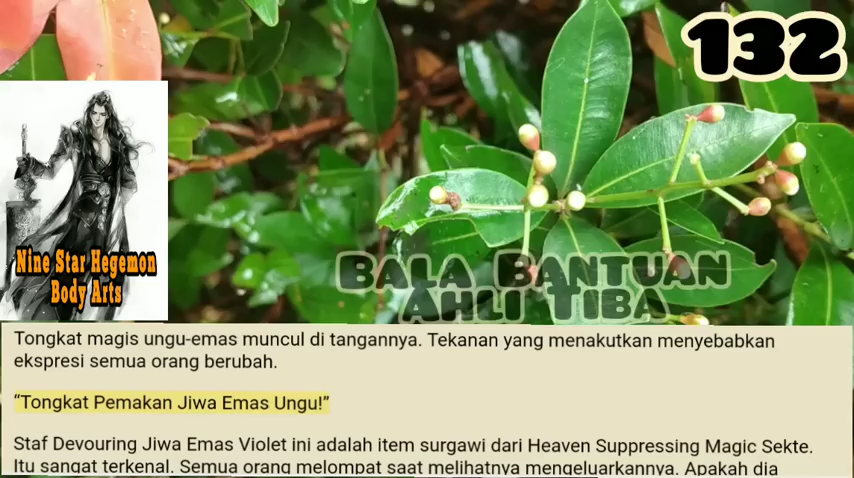 132
Nine Star Hegemon
Body Arts
BALA BANTUAN
AHLI TIBA
Tongkat magis ungu-emas muncul di tangannya. Tekanan yang menakutkan menyebabkan
ekspresi semua orang berubah.
“Tongkat Pemakan Jiwa Emas Ungu!”
Staf Devouring Jiwa Emas Violet ini adalah item surgawi dari Heaven Suppressing Magic Sekte.
Itu sangat terkenal. Semua orang melompat saat melihatnya mengeluarkannya. Apakah dia